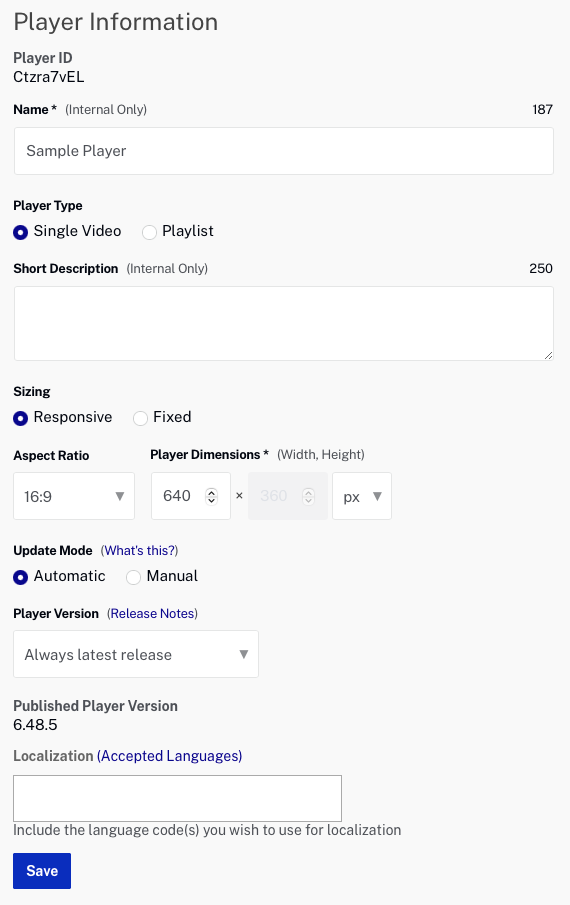 Player Information
Player ID
Ctzra7vEL
Name * (Internal Only) 187
Sample Player
Player Type
Single Video Playlist
Short Description (Internal Only) 250
Sizing
Responsive Fixed
Aspect Ratio Player Dimensions * (Width, Height)
16:9 640 × 360 px
Update Mode (What's this?)
Automatic Manual
Player Version (Release Notes)
Always latest release
Published Player Version
6.48.5
Localization (Accepted Languages)
Include the language code(s) you wish to use for localization
Save